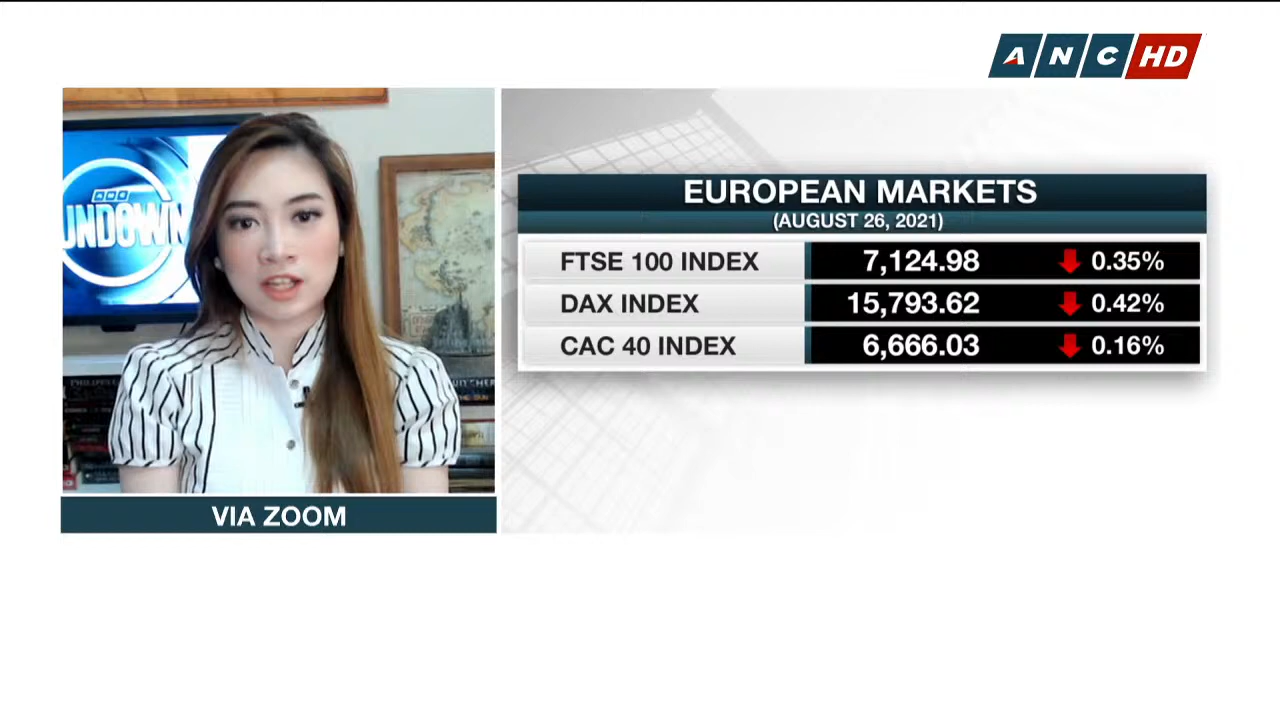 ANC HD
ANC
UNDOWN
VIA ZOOM
EUROPEAN MARKETS
(AUGUST 26, 2021)
FTSE 100 INDEX 7,124.98 0.35%
DAX INDEX 15,793.62 0.42%
CAC 40 INDEX 6,666.03 0.16%